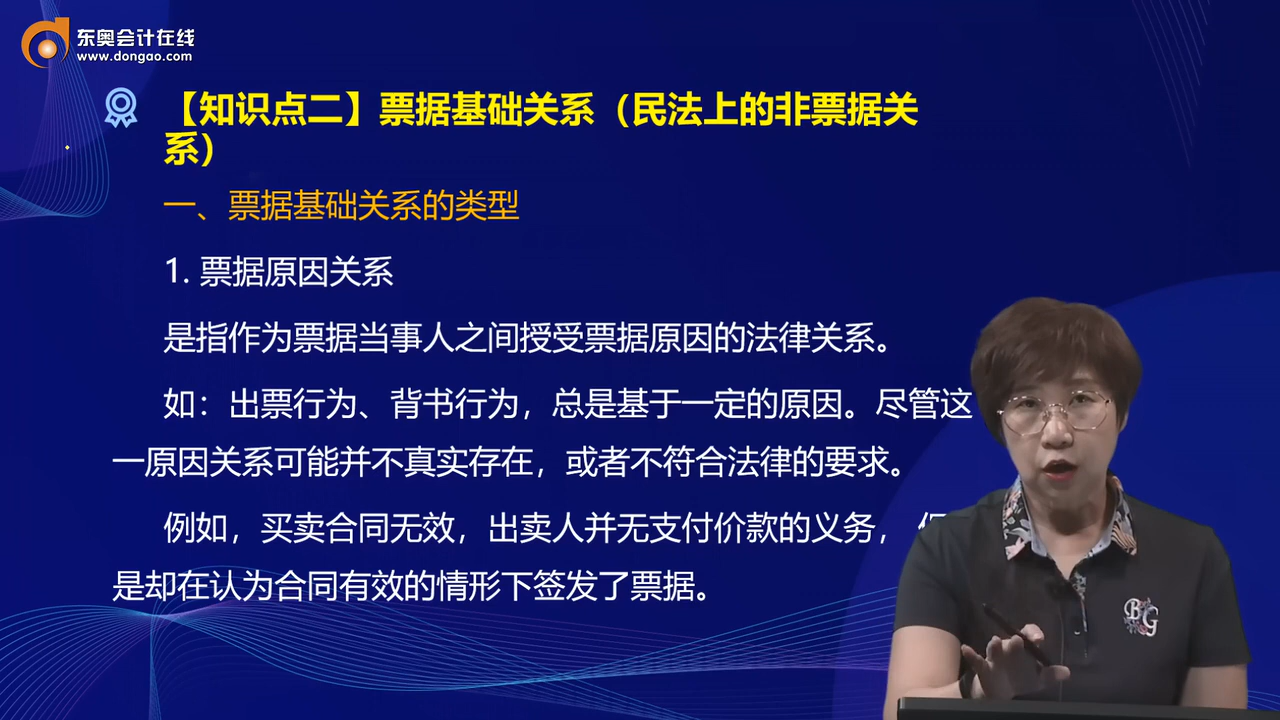 东奥会计在线
www.dongao.com
【知识点二】票据基础关系（民法上的非票据关
系）
一、票据基础关系的类型
1. 票据原因关系
是指作为票据当事人之间授受票据原因的法律关系。
如：出票行为、背书行为，总是基于一定的原因。尽管这
一原因关系可能并不真实存在，或者不符合法律的要求。
例如，买卖合同无效，出卖人并无支付价款的义务，
是却在认为合同有效的情形下签发了票据。
BG